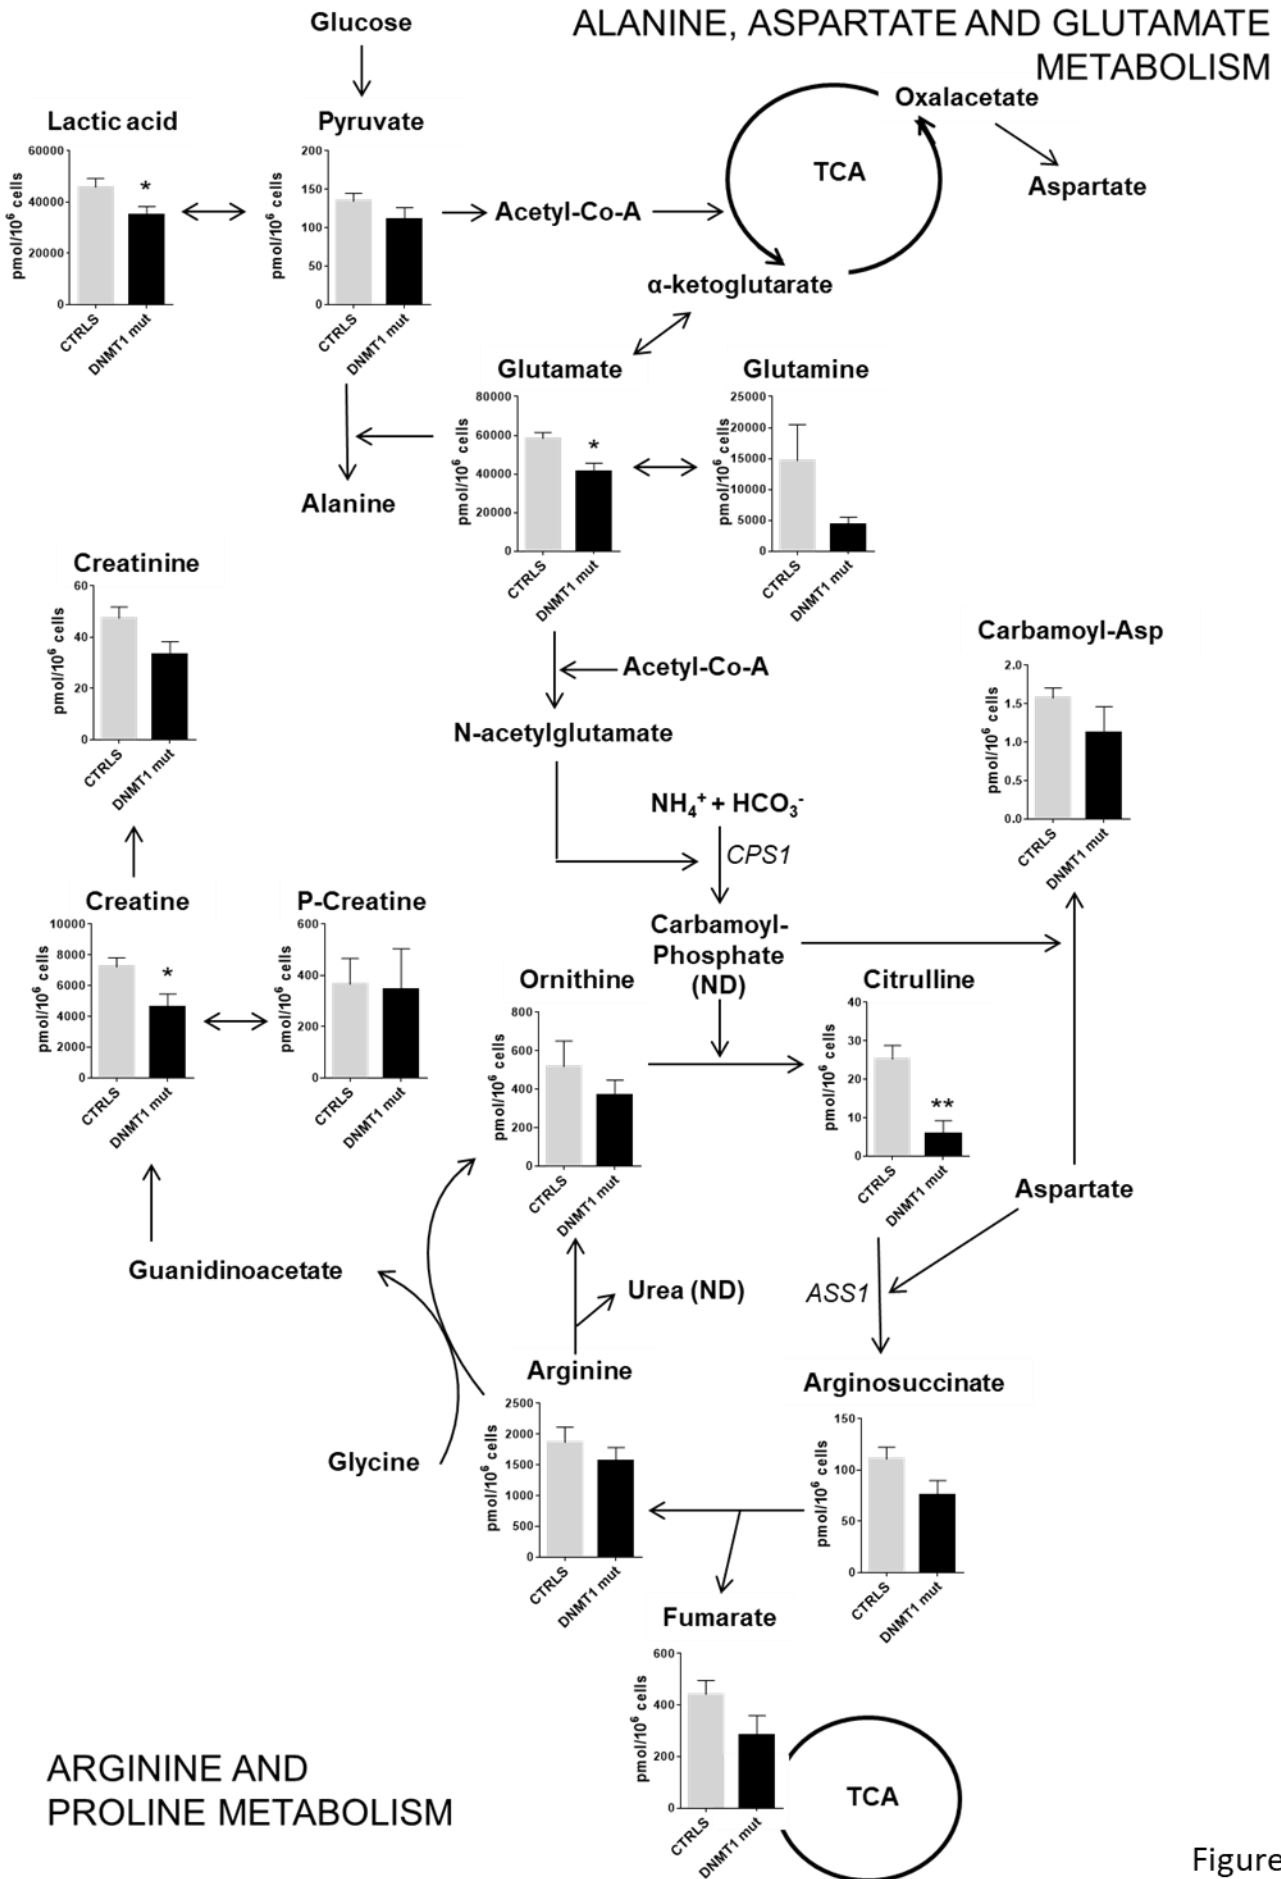 ALANINE, ASPARTATE AND GLUTAMATE
METABOLISM
Glucose
Lactic acid
pmol/10⁶ cells
60000
40000
20000
0
*
CTRLS
DNMT1 mut
Pyruvate
pmol/10⁶ cells
200
150
100
50
0
CTRLS
DNMT1 mut
Acetyl-Co-A
TCA
Oxalacetate
Aspartate
α-ketoglutarate
Glutamate
pmol/10⁶ cells
80000
60000
40000
20000
0
*
CTRLS
DNMT1 mut
Glutamine
pmol/10⁶ cells
25000
20000
15000
10000
5000
0
CTRLS
DNMT1 mut
Alanine
Creatinine
pmol/10⁶ cells
60
40
20
0
CTRLS
DNMT1 mut
Acetyl-Co-A
N-acetylglutamate
NH₄⁺ + HCO₃⁻
CPS1
Carbamoyl-Asp
pmol/10⁶ cells
2.0
1.5
1.0
0.5
0.0
CTRLS
DNMT1 mut
Creatine
pmol/10⁶ cells
10000
8000
6000
4000
2000
0
*
CTRLS
DNMT1 mut
P-Creatine
pmol/10⁶ cells
600
400
200
0
CTRLS
DNMT1 mut
Carbamoyl-
Phosphate
(ND)
Ornithine
pmol/10⁶ cells
800
600
400
200
0
CTRLS
DNMT1 mut
Citrulline
pmol/10⁶ cells
40
30
20
10
0
**
CTRLS
DNMT1 mut
Aspartate
Guanidinoacetate
Urea (ND)
ASS1
Glycine
Arginine
pmol/10⁶ cells
2500
2000
1500
1000
500
0
CTRLS
DNMT1 mut
Arginosuccinate
pmol/10⁶ cells
150
100
50
0
CTRLS
DNMT1 mut
Fumarate
pmol/10⁶ cells
600
400
200
0
CTRLS
DNMT1 mut
TCA
ARGININE AND
PROLINE METABOLISM
Figure